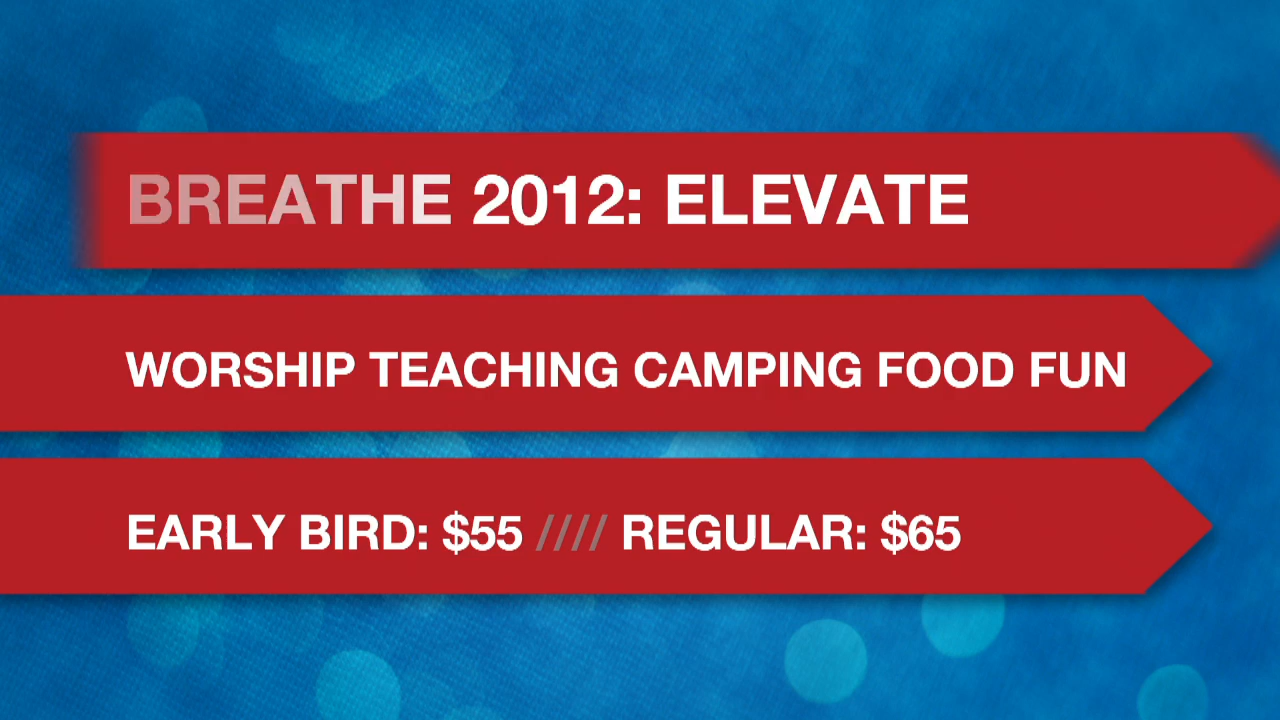 BREATHE 2012: ELEVATE
WORSHIP TEACHING CAMPING FOOD FUN
EARLY BIRD: $55 //// REGULAR: $65